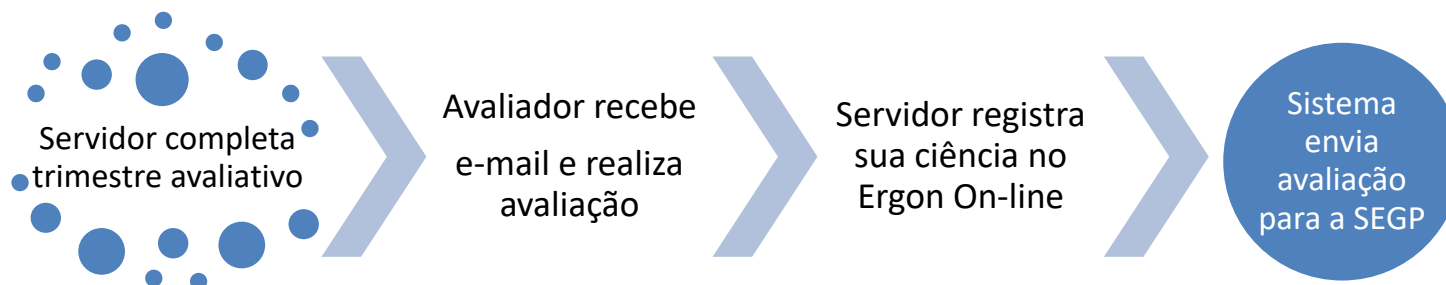 Servidor completa
trimestre avaliativo
Avaliador recebe
e-mail e realiza
avaliação
Servidor registra
sua ciência no
Ergon On-line
Sistema
envia
avaliação
para a SEGP